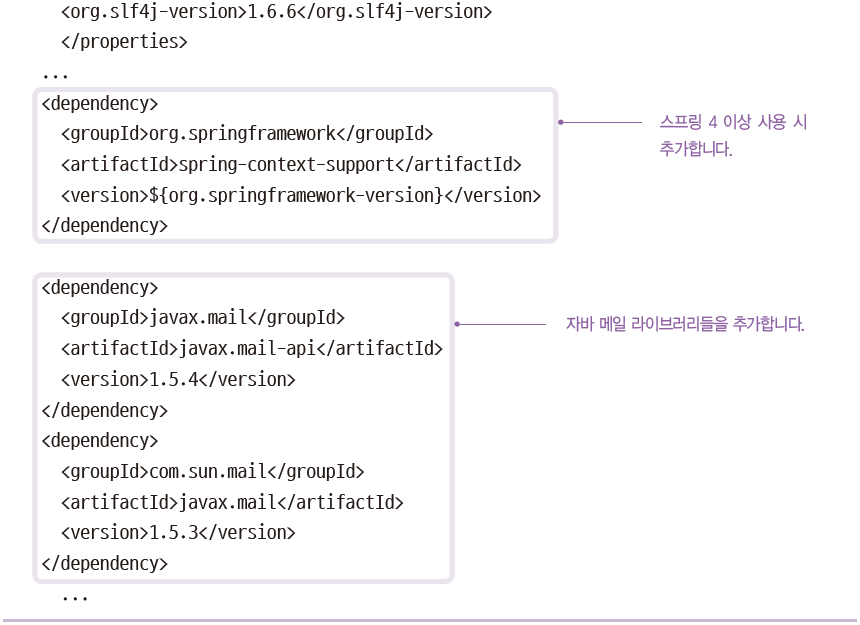 <org.slf4j-version>1.6.6</org.slf4j-version>
</properties>
...
<dependency>
<groupId>org.springframework</groupId>
<artifactId>spring-context-support</artifactId>
<version>${org.springframework-version}</version>
</dependency>
스프링 4 이상 사용 시
추가합니다.
<dependency>
<groupId>javax.mail</groupId>
<artifactId>javax.mail-api</artifactId>
<version>1.5.4</version>
</dependency>
<dependency>
<groupId>com.sun.mail</groupId>
<artifactId>javax.mail</artifactId>
<version>1.5.3</version>
</dependency>
자바 메일 라이브러리들을 추가합니다.
...